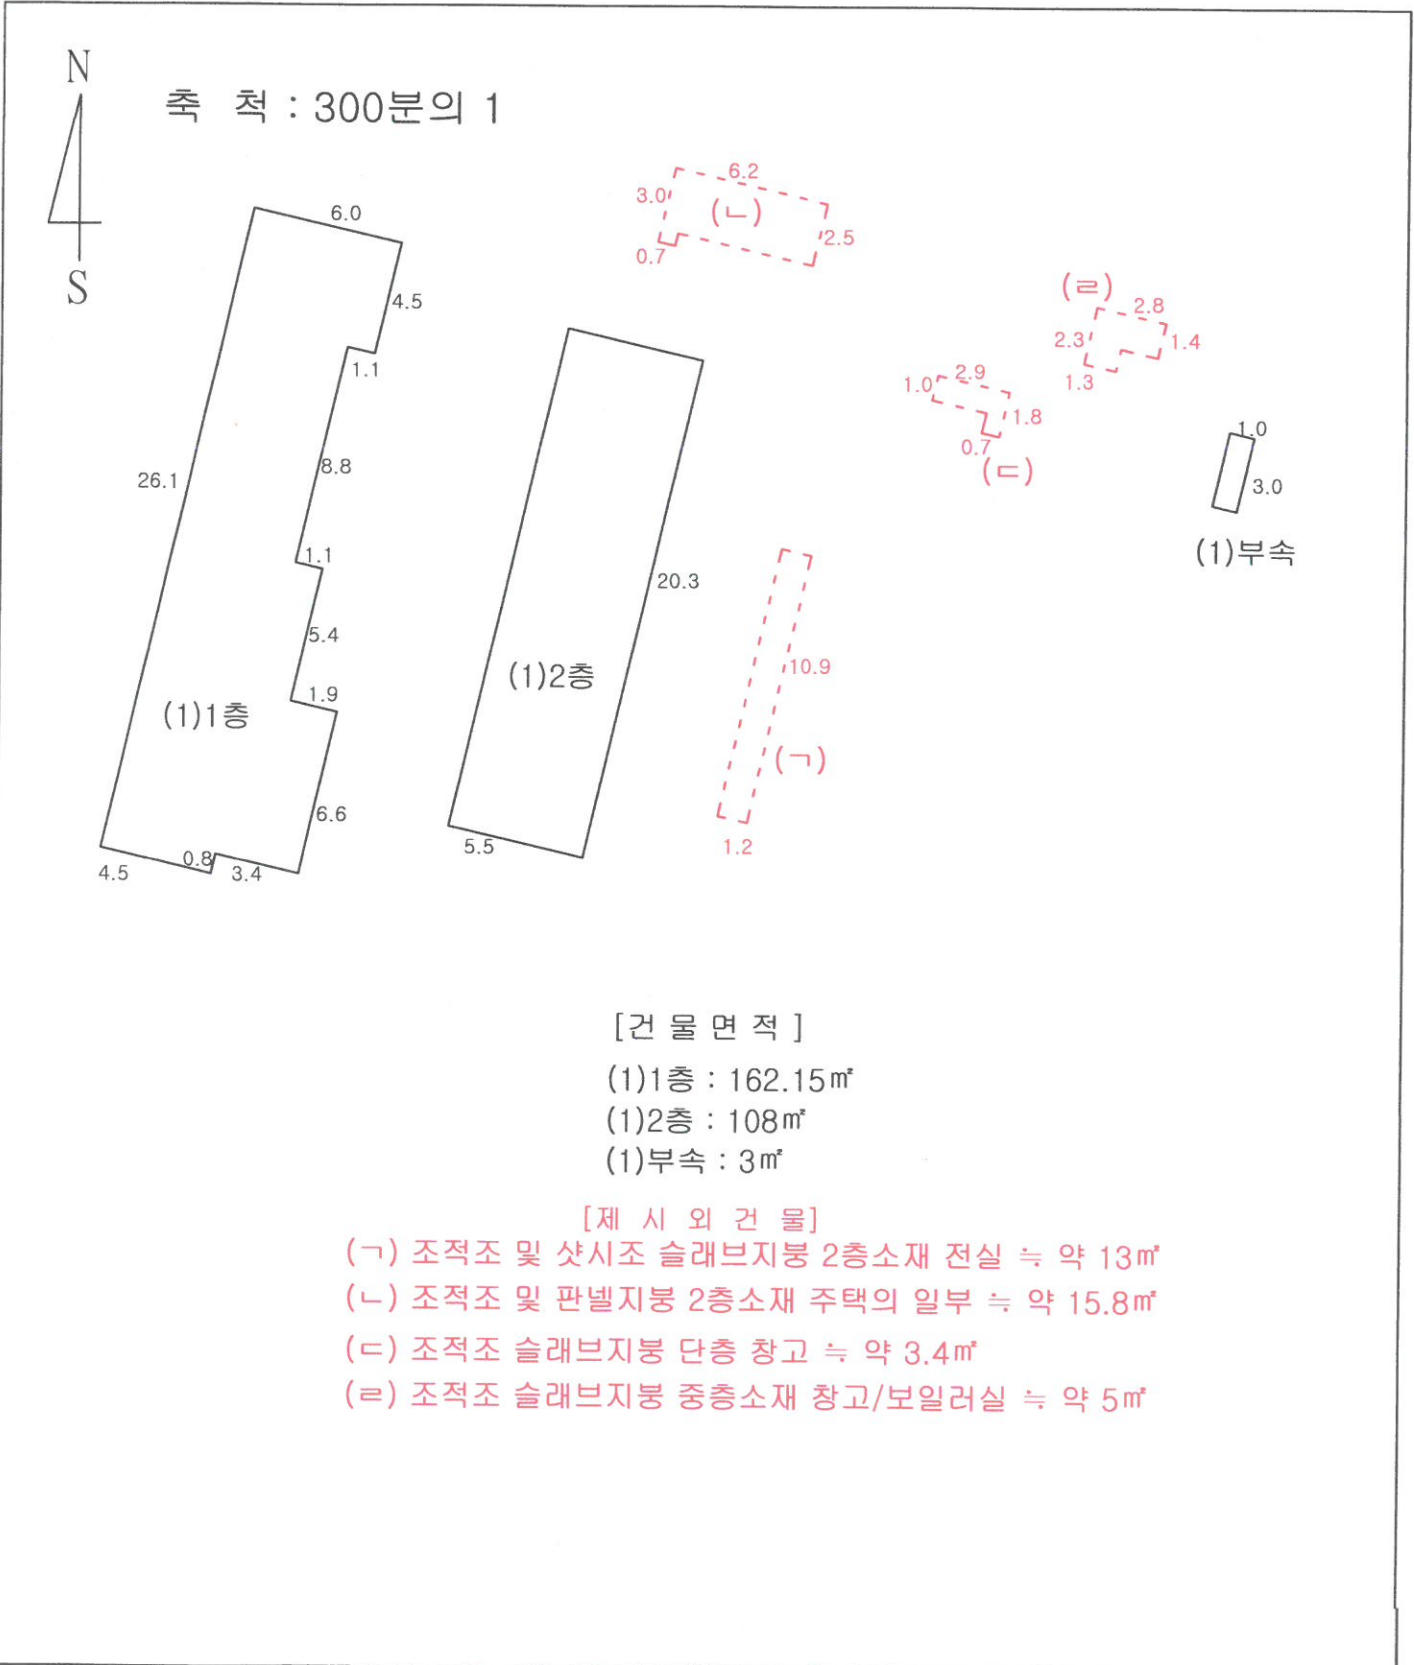 N
축 척 : 300분의 1
S
6.0
4.5
1.1
8.8
26.1
1.1
5.4
1.9
(1)1층
6.6
0.8
4.5
3.4
(1)2층
20.3
5.5
6.2
3.0
(ㄴ)
2.5
0.7
(ㄹ)
2.8
2.3
1.4
1.3
2.9
1.0
1.8
0.7
(ㄷ)
1.0
3.0
(1)부속
10.9
(ㄱ)
1.2
[건 물 면 적 ]
(1)1층 : 162.15㎡
(1)2층 : 108㎡
(1)부속 : 3㎡
[제 시 외 건 물]
(ㄱ) 조적조 및 샷시조 슬래브지붕 2층소재 전실 ≒ 약 13㎡
(ㄴ) 조적조 및 판넬지붕 2층소재 주택의 일부 ≒ 약 15.8㎡
(ㄷ) 조적조 슬래브지붕 단층 창고 ≒ 약 3.4㎡
(ㄹ) 조적조 슬래브지붕 중층소재 창고/보일러실 ≒ 약 5㎡